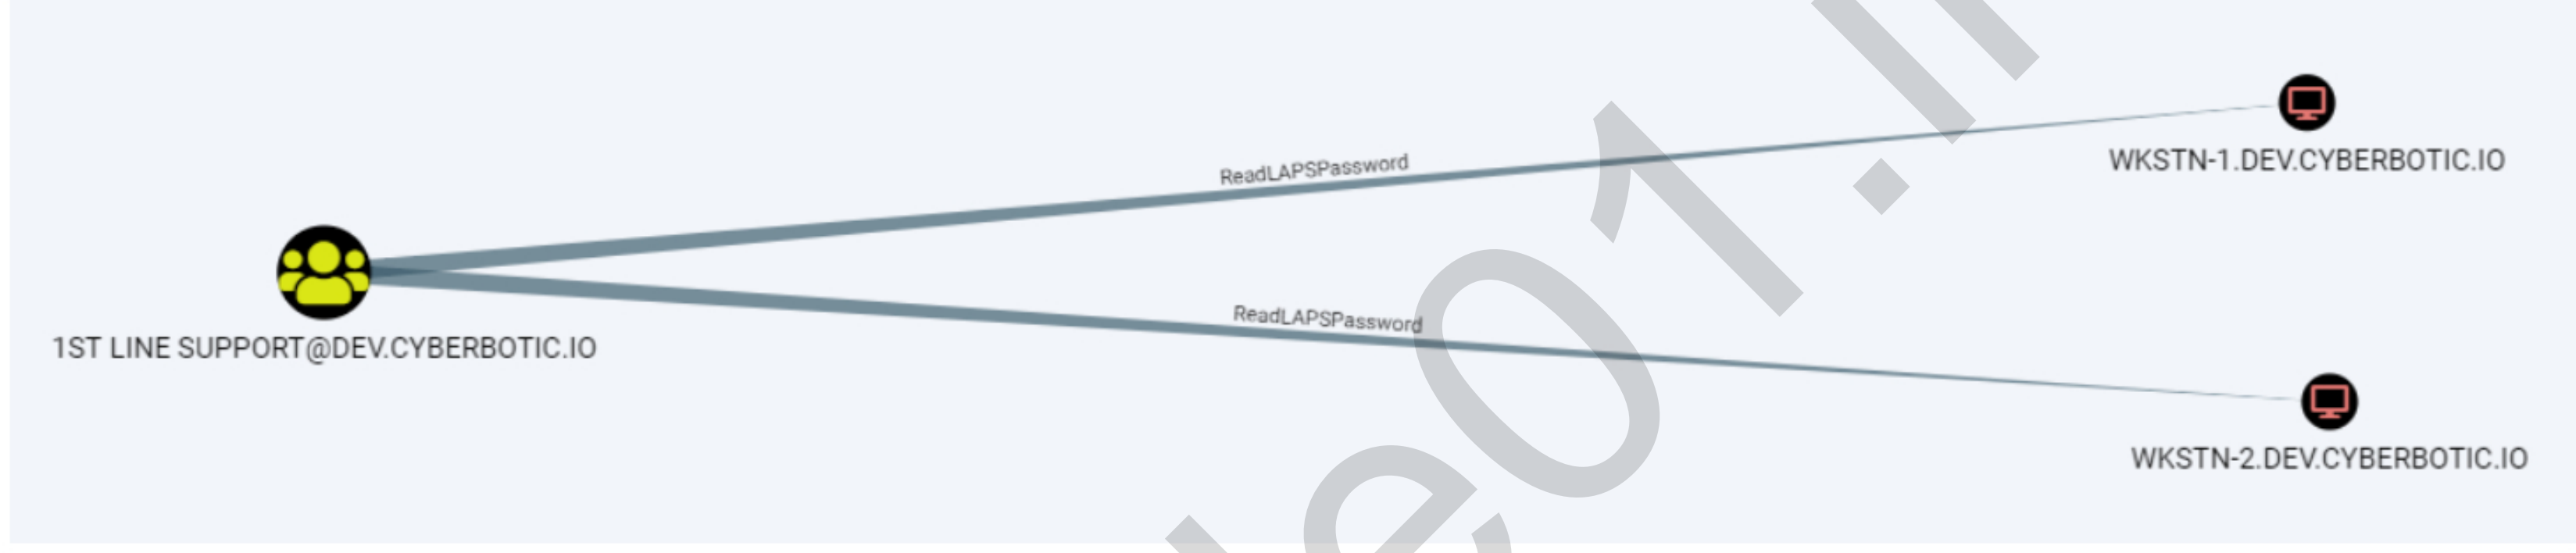 ReadLAPSPassword
WKSTN-1.DEV.CYBERBOTIC.IO
1ST LINE SUPPORT@DEV.CYBERBOTIC.IO
ReadLAPSPassword
WKSTN-2.DEV.CYBERBOTIC.IO